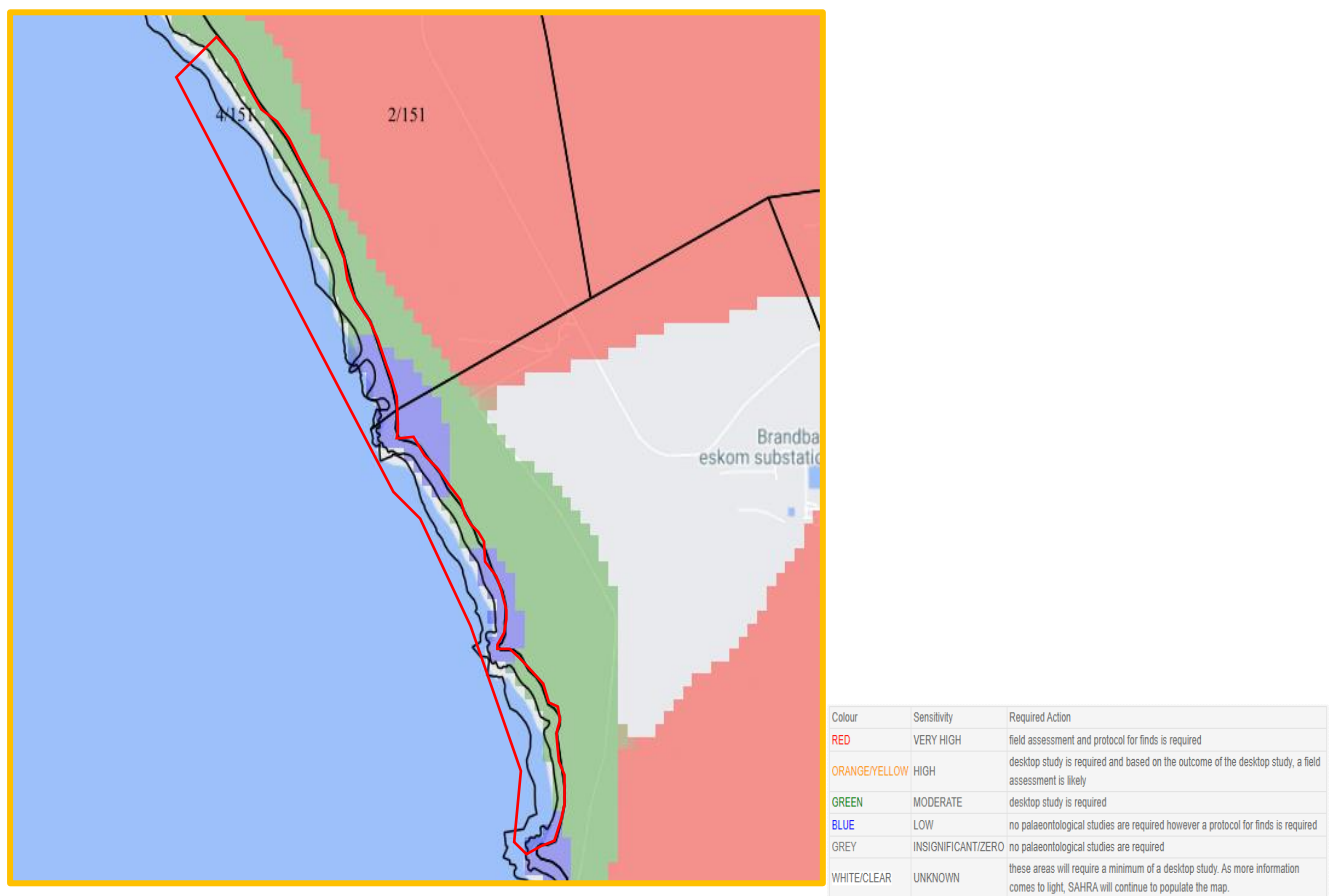 4/151
2/151
Brandba
eskom substatio
Colour Sensitivity Required Action
RED VERY HIGH field assessment and protocol for finds is required
ORANGE/YELLOW HIGH desktop study is required and based on the outcome of the desktop study, a field
assessment is likely
GREEN MODERATE desktop study is required
BLUE LOW no palaeontological studies are required however a protocol for finds is required
GREY INSIGNIFICANT/ZERO no palaeontological studies are required
WHITE/CLEAR UNKNOWN these areas will require a minimum of a desktop study. As more information
comes to light, SAHRA will continue to populate the map.